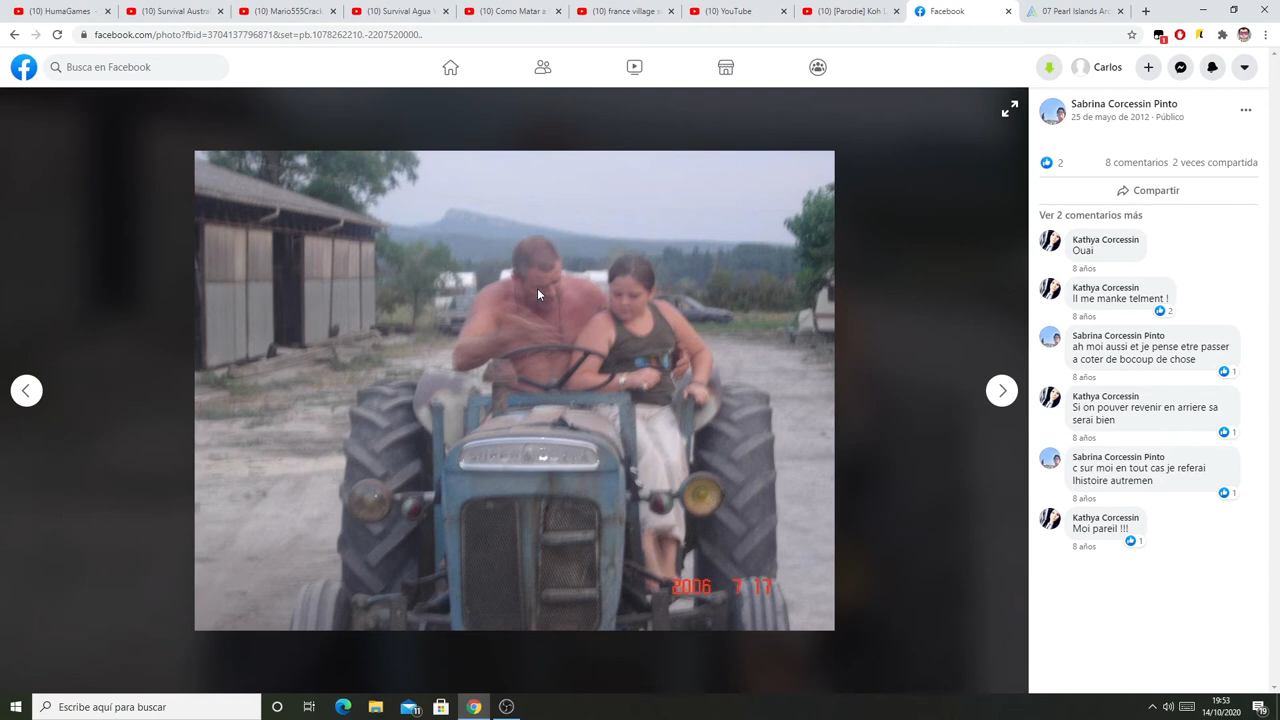 (10) HumaGames -
(10) Survival Austra
(10) Mario555Crack
(10) Survival Agua V
(10) Como Matar a
(10) france village s
(10) YouTube
(10) [Parodie] Koh L
Facebook
07 Pearl Islands Arc
facebook.com/photo?fbid=3704137796871&set=pb.1078262210.-2207520000..
1
Busca en Facebook
Carlos
Sabrina Corcessin Pinto
25 de mayo de 2012 · Público
2
8 comentarios 2 veces compartida
Compartir
Ver 2 comentarios más
Kathya Corcessin
Ouai
8 años
Kathya Corcessin
Il me manke telment !
2
8 años
Sabrina Corcessin Pinto
ah moi aussi et je pense etre passer
a coter de bocoup de chose
1
8 años
Kathya Corcessin
Si on pouver revenir en arriere sa
serai bien
1
8 años
Sabrina Corcessin Pinto
c sur moi en tout cas je referai
lhistoire autremen
1
8 años
Kathya Corcessin
Moi pareil !!!
1
8 años
2006 7 17
Escribe aquí para buscar
11
19:53
14/10/2020
19